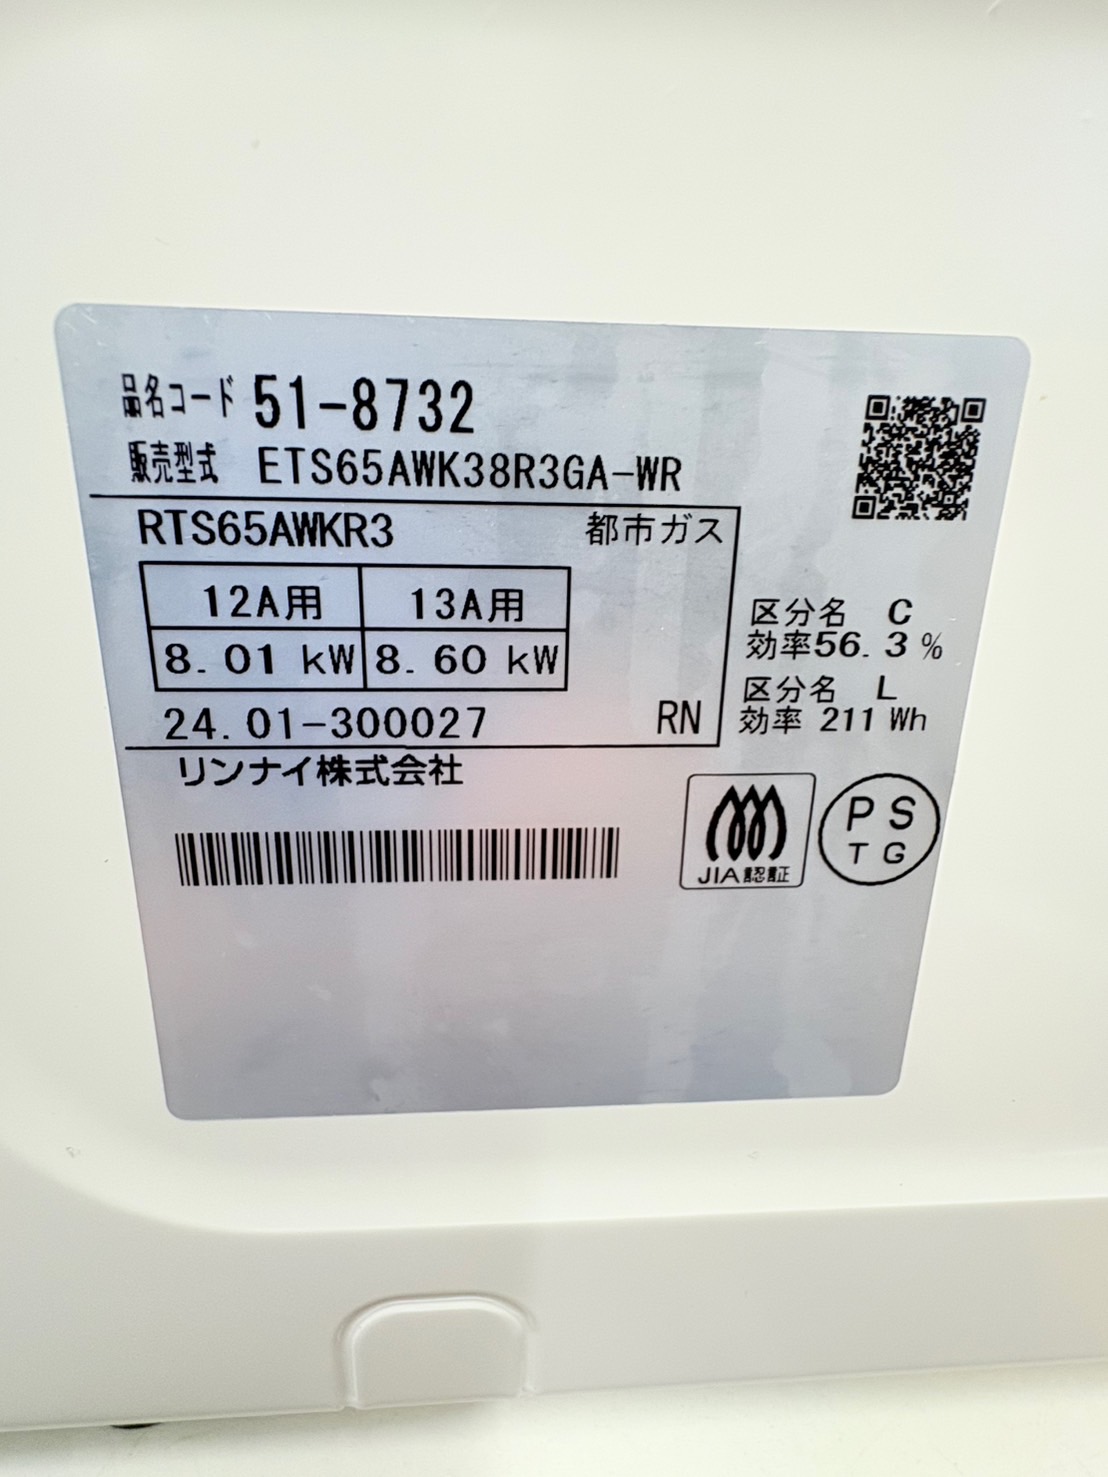 品名コード 51-8732
販売型式 ETS65AWK38R3GA-WR
RTS65AWKR3 都市ガス
12A用 13A用
8.01 kW 8.60 kW
24.01-300027 RN
リンナイ株式会社
区分名 C
効率56.3%
区分名 L
効率 211 Wh
JIA認証
PS
TG